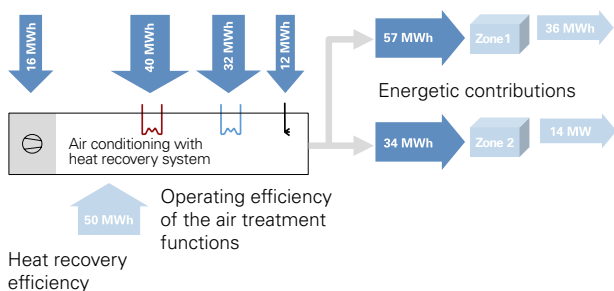 16 MWh
40 MWh
32 MWh
12 MWh
57 MWh
Zone1
36 MWh
Energetic contributions
34 MWh
Zone 2
14 MW
Air conditioning with
heat recovery system
50 MWh
Operating efficiency
of the air treatment
functions
Heat recovery
efficiency